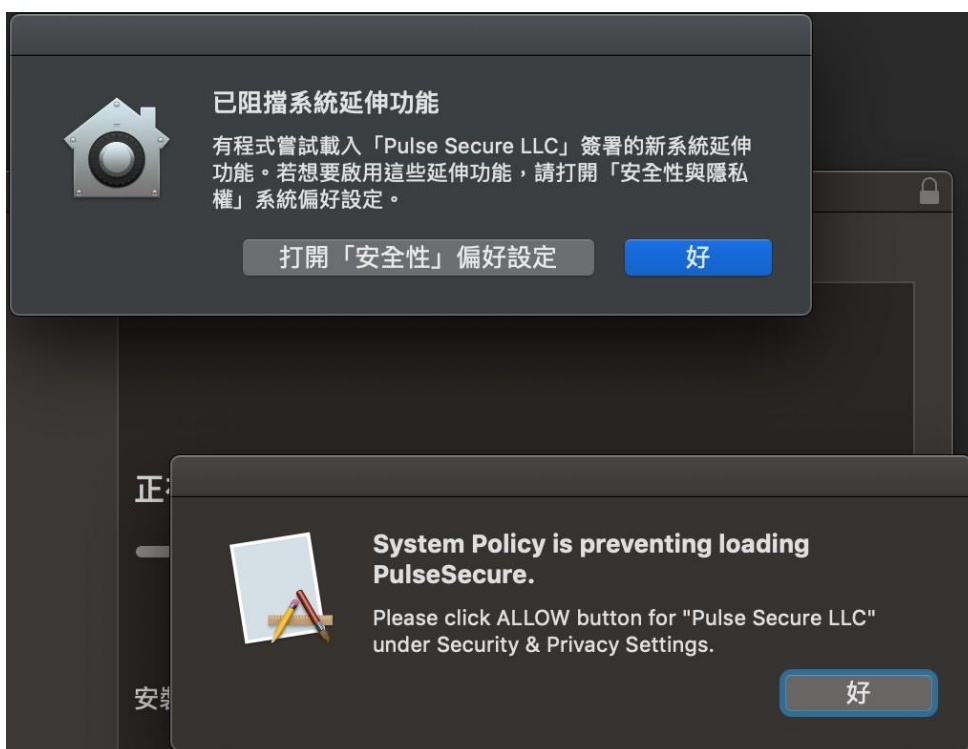 已阻擋系統延伸功能
有程式嘗試載入「Pulse Secure LLC」簽署的新系統延伸
功能。若想要啟用這些延伸功能，請打開「安全性與隱私
權」系統偏好設定。
打開「安全性」偏好設定
好
正
System Policy is preventing loading
PulseSecure.
Please click ALLOW button for "Pulse Secure LLC"
under Security & Privacy Settings.
安
好